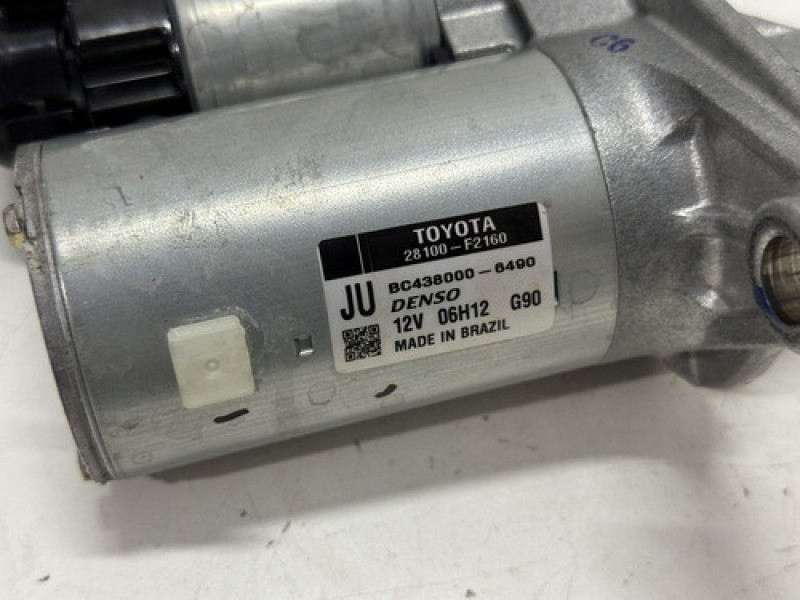 C6
TOYOTA
28100-F2160
JU
BC438000-6490
DENSO
12V 06H12 G90
MADE IN BRAZIL